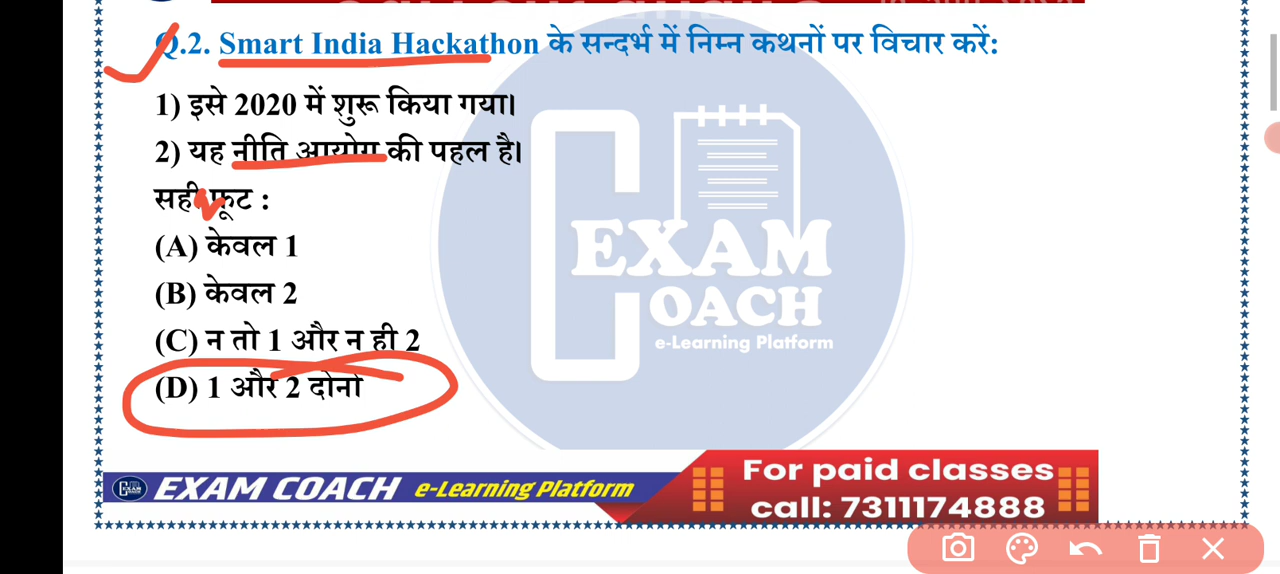 Q.2. Smart India Hackathon के सन्दर्भ में निम्न कथनों पर विचार करें:
1) इसे 2020 में शुरू किया गया।
2) यह नीति आयोग की पहल है।
सही कूट :
(A) केवल 1
(B) केवल 2
(C) न तो 1 और न ही 2
(D) 1 और 2 दोनों
EXAM
COACH
e-Learning Platform
EXAM COACH e-Learning Platform
For paid classes
call: 7311174888